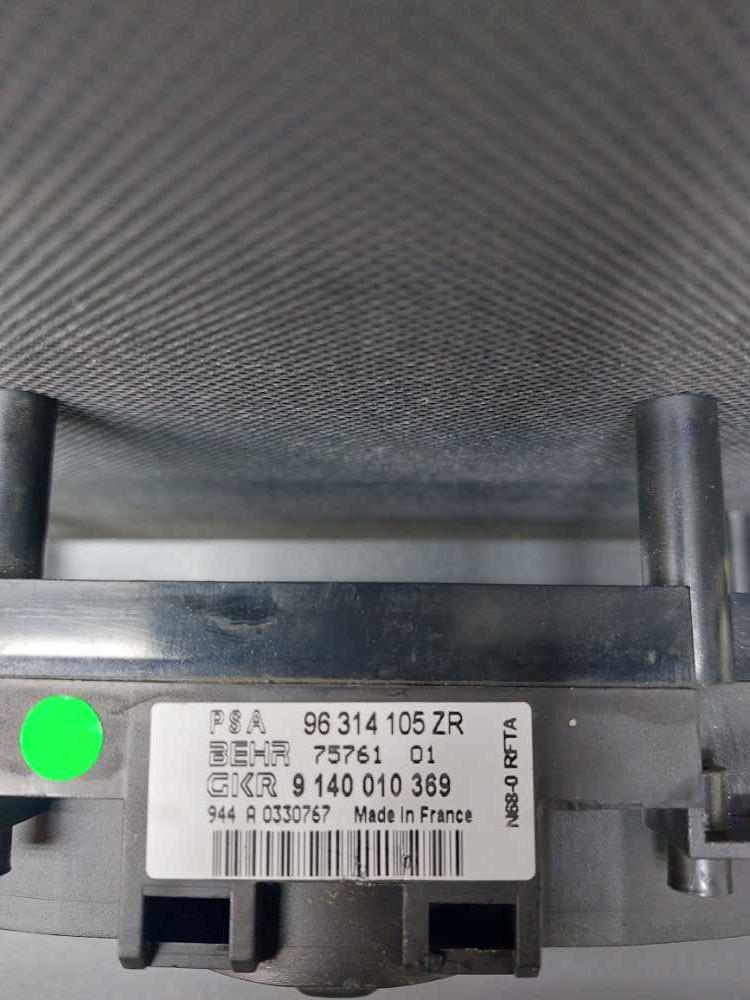 PSA 96 314 105 ZR
BEHR 75761 01
GKR 9 140 010 369
944 A 0330767 Made in France
N68-0 RFTA